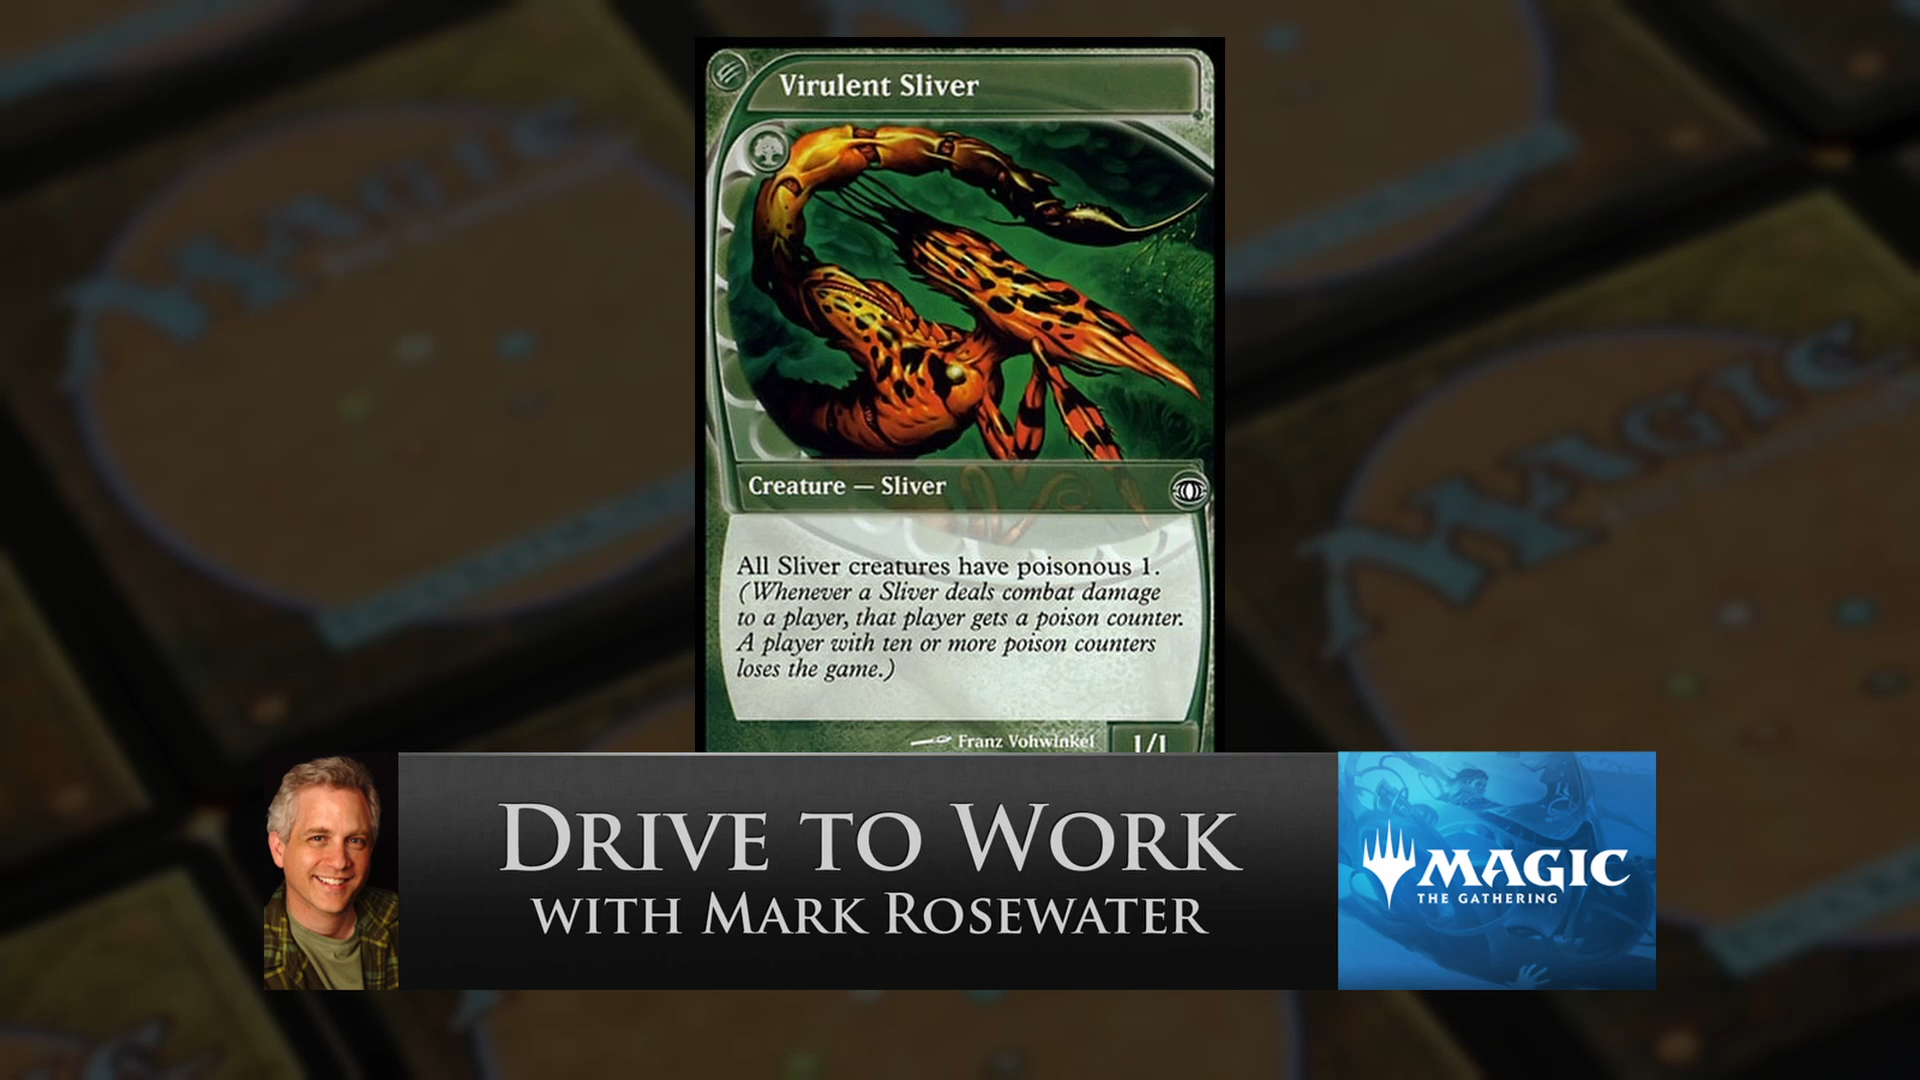 Virulent Sliver
Creature — Sliver
All Sliver creatures have poisonous 1.
(Whenever a Sliver deals combat damage
to a player, that player gets a poison counter.
A player with ten or more poison counters
loses the game.)
Franz Vohwinkel
1/1
DRIVE TO WORK
WITH MARK ROSEWATER
MAGIC
THE GATHERING
MAGIC
MAGIC